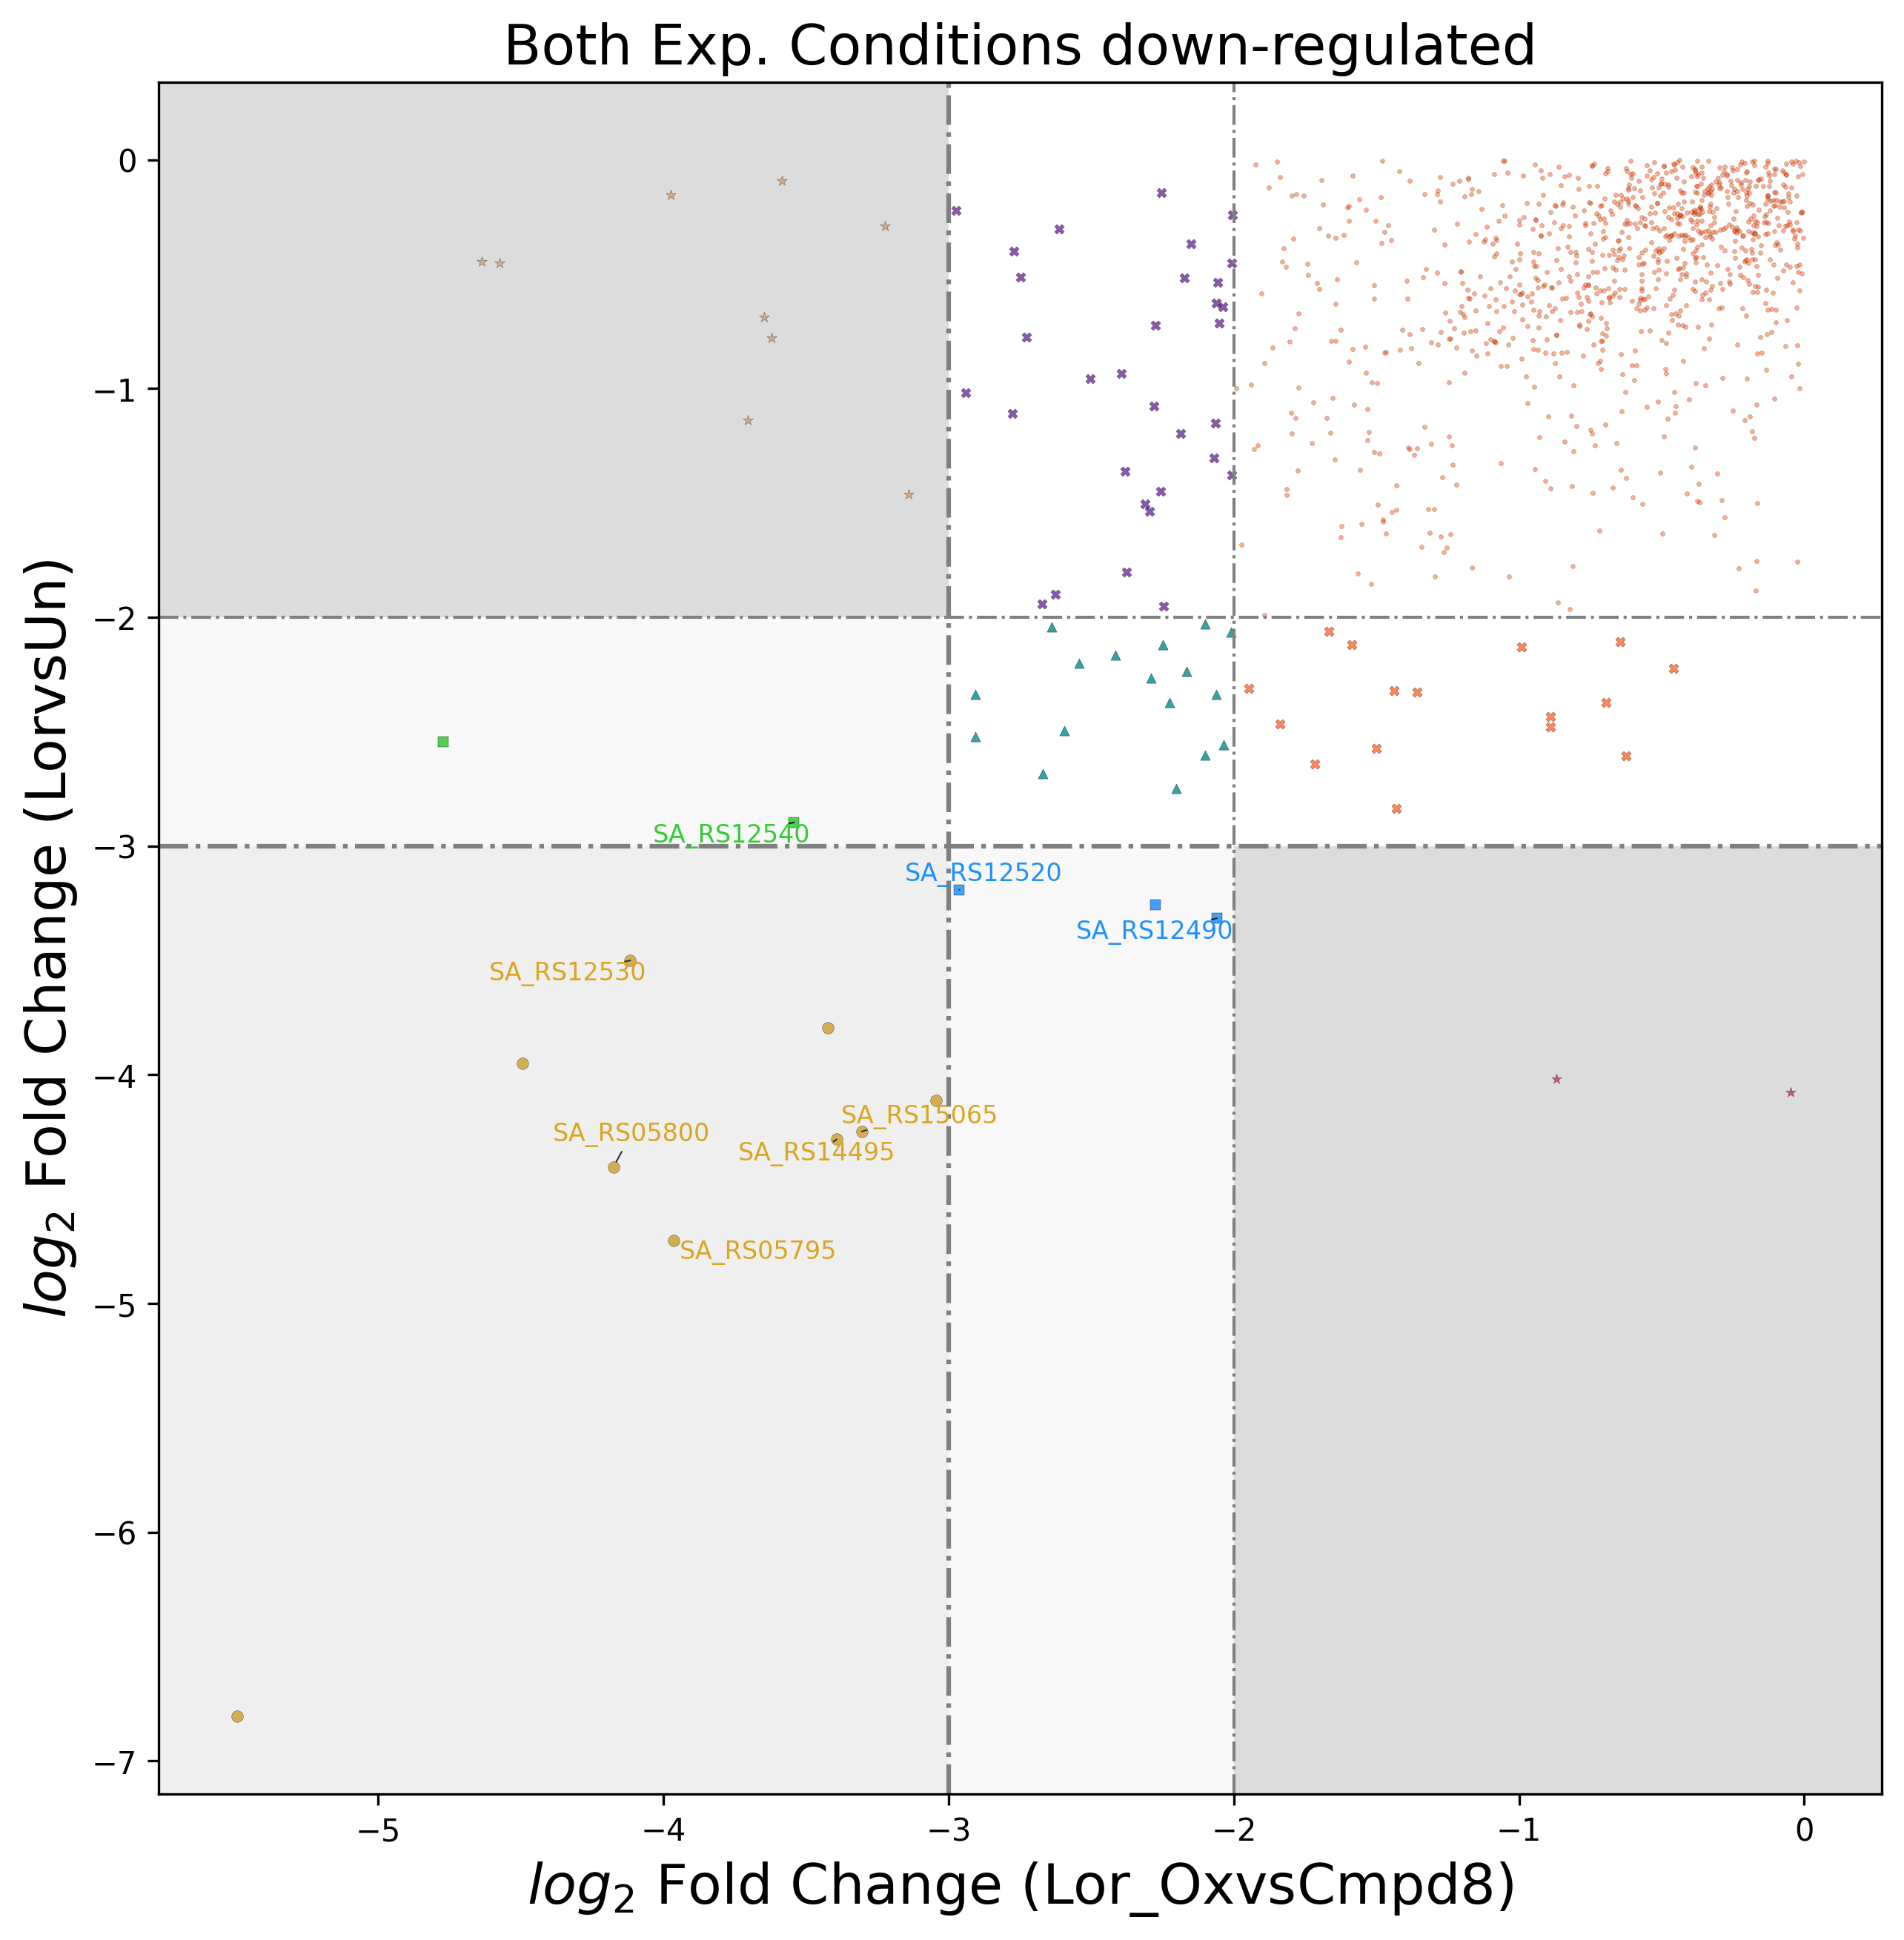 Both Exp. Conditions down-regulated
log2 Fold Change (LorvsUn)
0
−1
−2
−3
−4
−5
−6
−7
SA_RS12540
SA_RS12520
SA_RS12490
SA_RS12530
SA_RS15065
SA_RS05800
SA_RS14495
SA_RS05795
−5
−4
−3
−2
−1
0
log2 Fold Change (Lor_OxvsCmpd8)